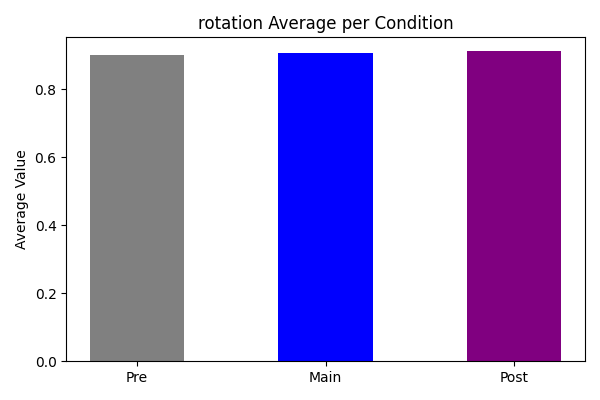 rotation Average per Condition
Average Value
0.8
0.6
0.4
0.2
0.0
Pre
Main
Post